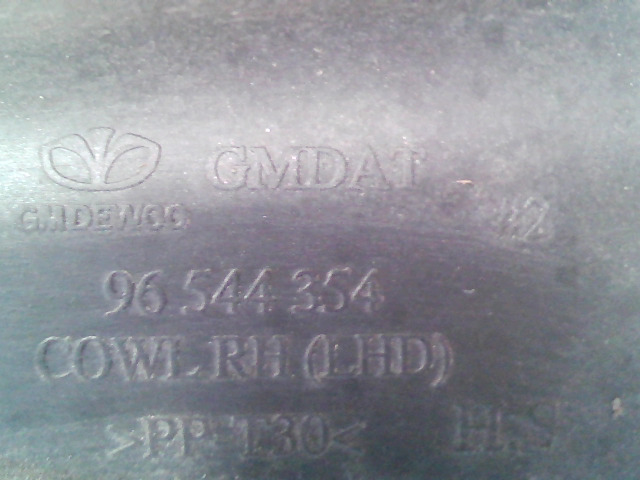 GMDAT
GMDEWOO
96 544 354
COWL RH (LHD)
>PP-T30< H.S